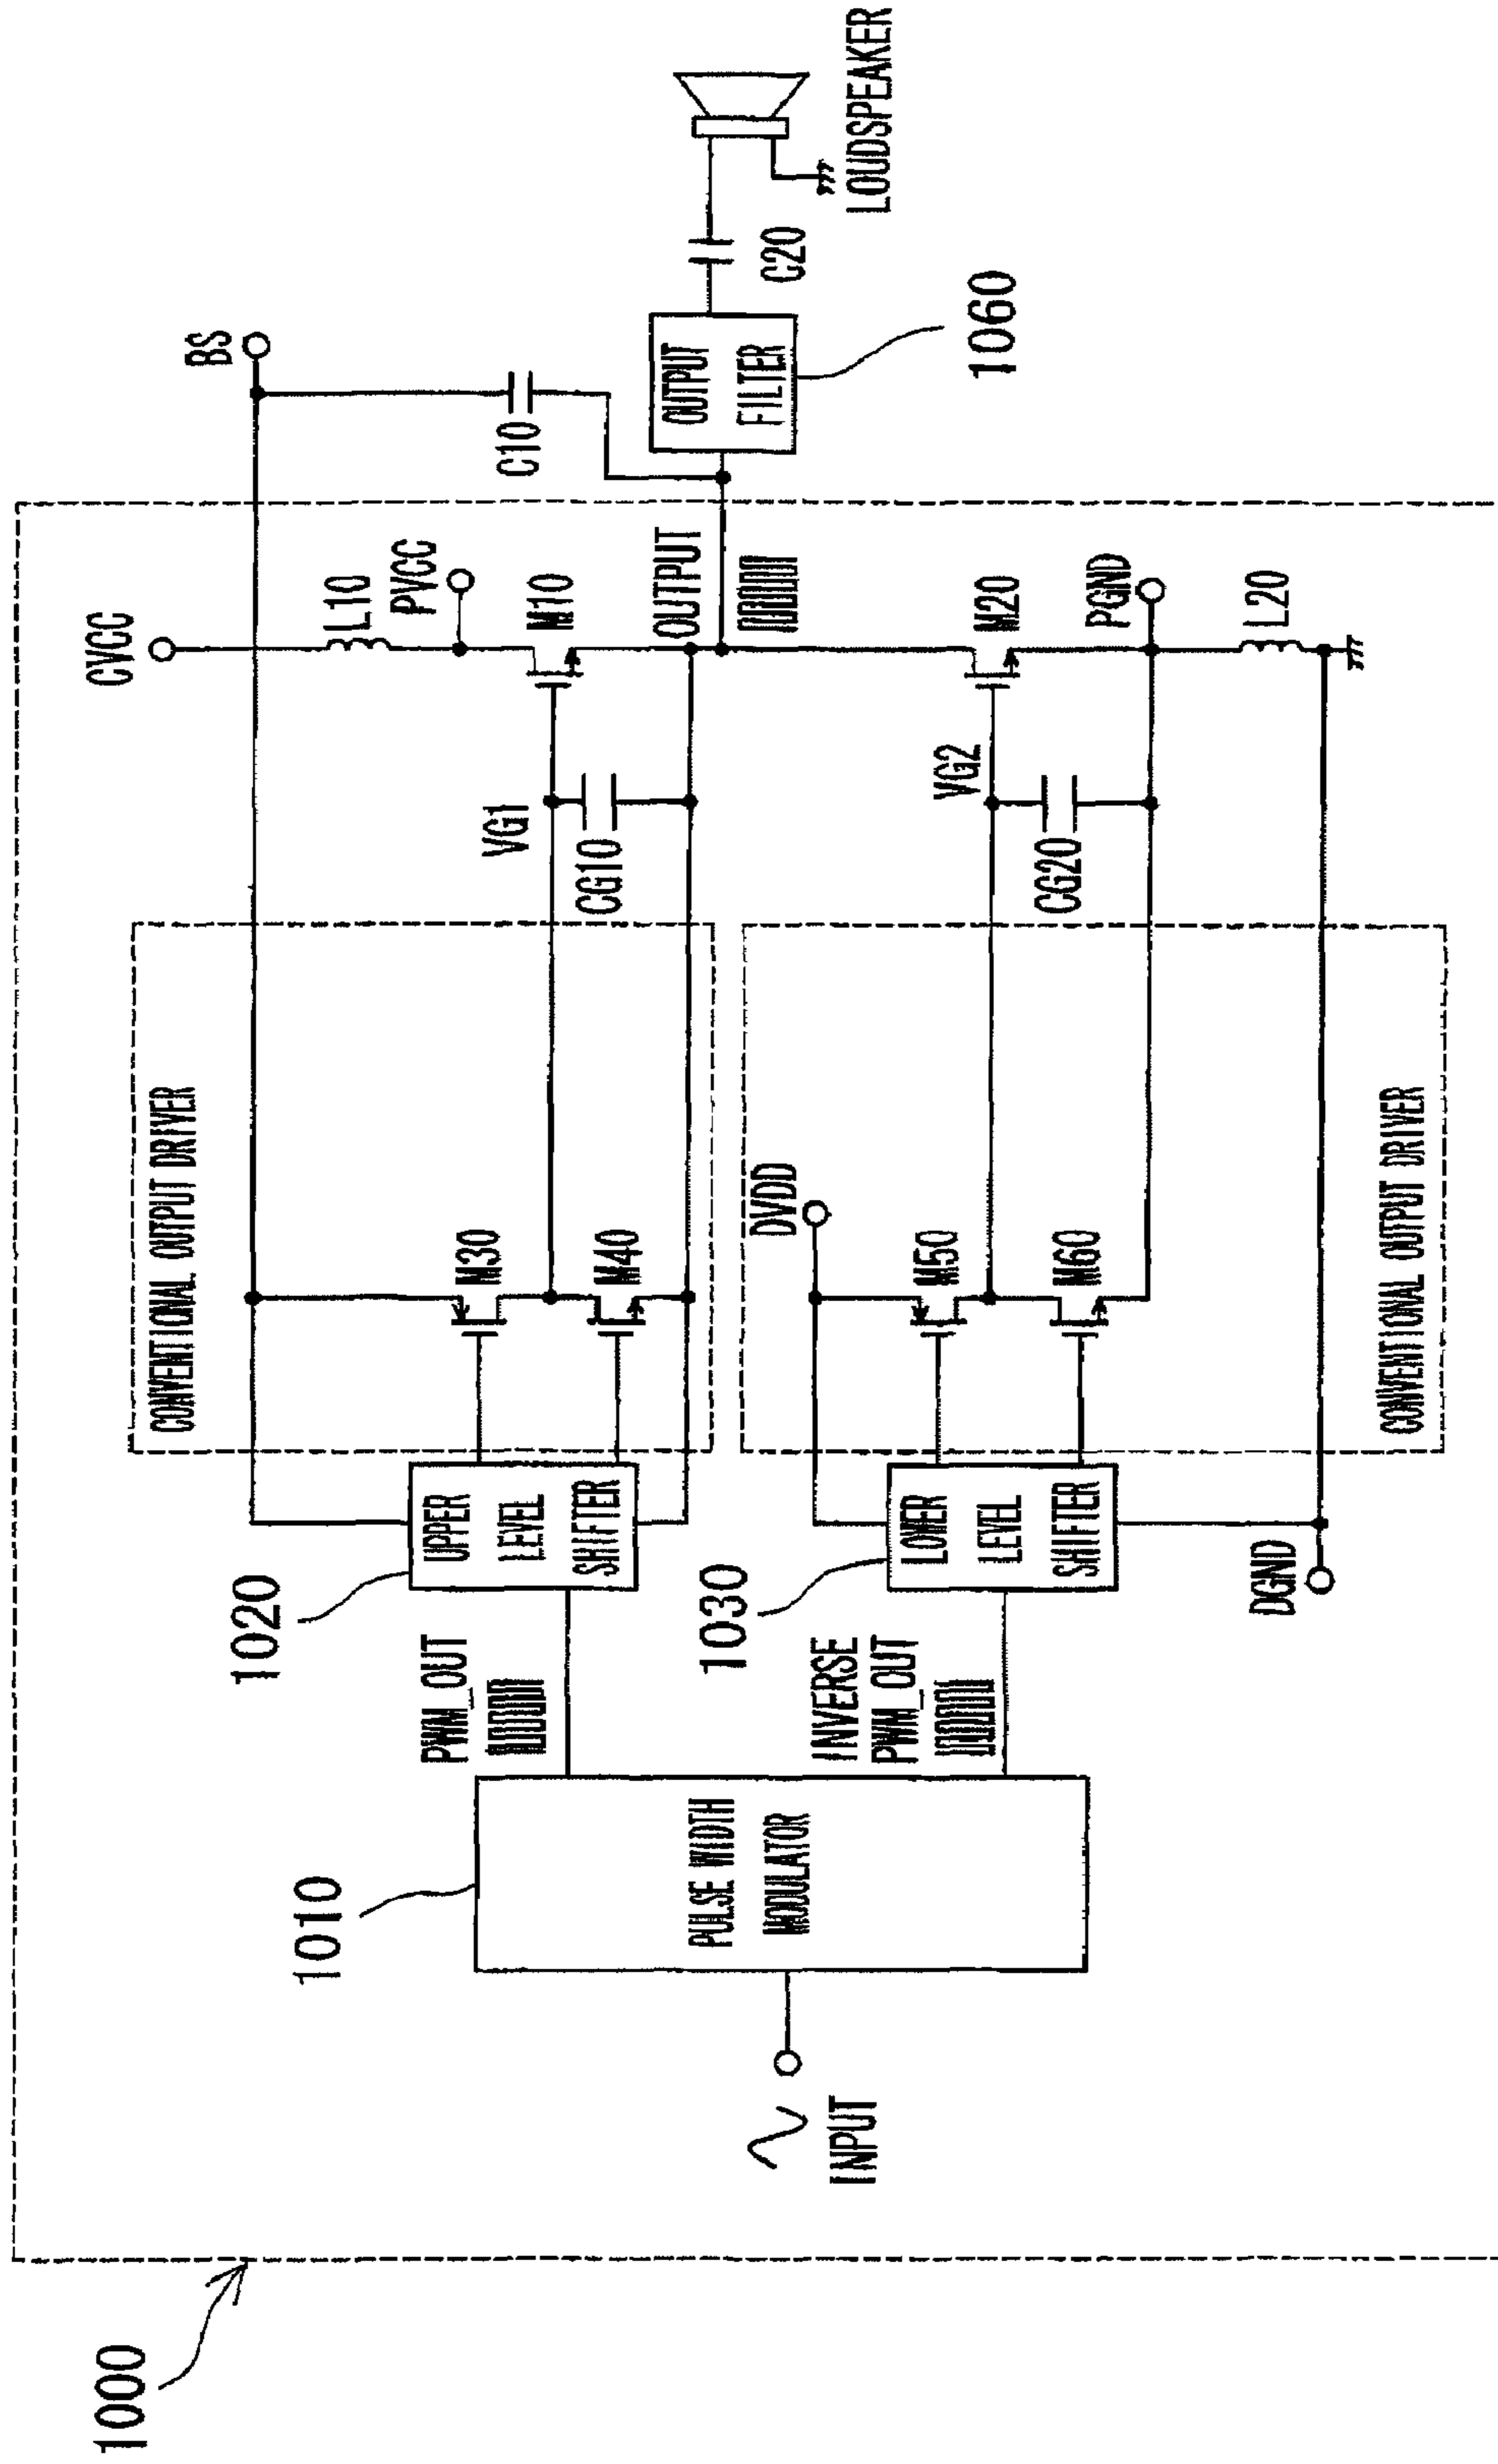 1000
CVCC
BS
L10
PVCC
CONVENTIONAL OUTPUT DRIVER
C10
1020
UPPER
LEVEL
SHIFTER
M30
M40
VG1
CG10
M10
OUTPUT
1010
PWM_OUT
PULSE WIDTH
MODULATOR
INPUT
OUTPUT
FILTER
C20
LOUDSPEAKER
1060
1030
INVERSE
PWM_OUT
LOWER
LEVEL
SHIFTER
DVDD
M50
M60
VG2
CG20
M20
PGND
L20
DGND
CONVENTIONAL OUTPUT DRIVER